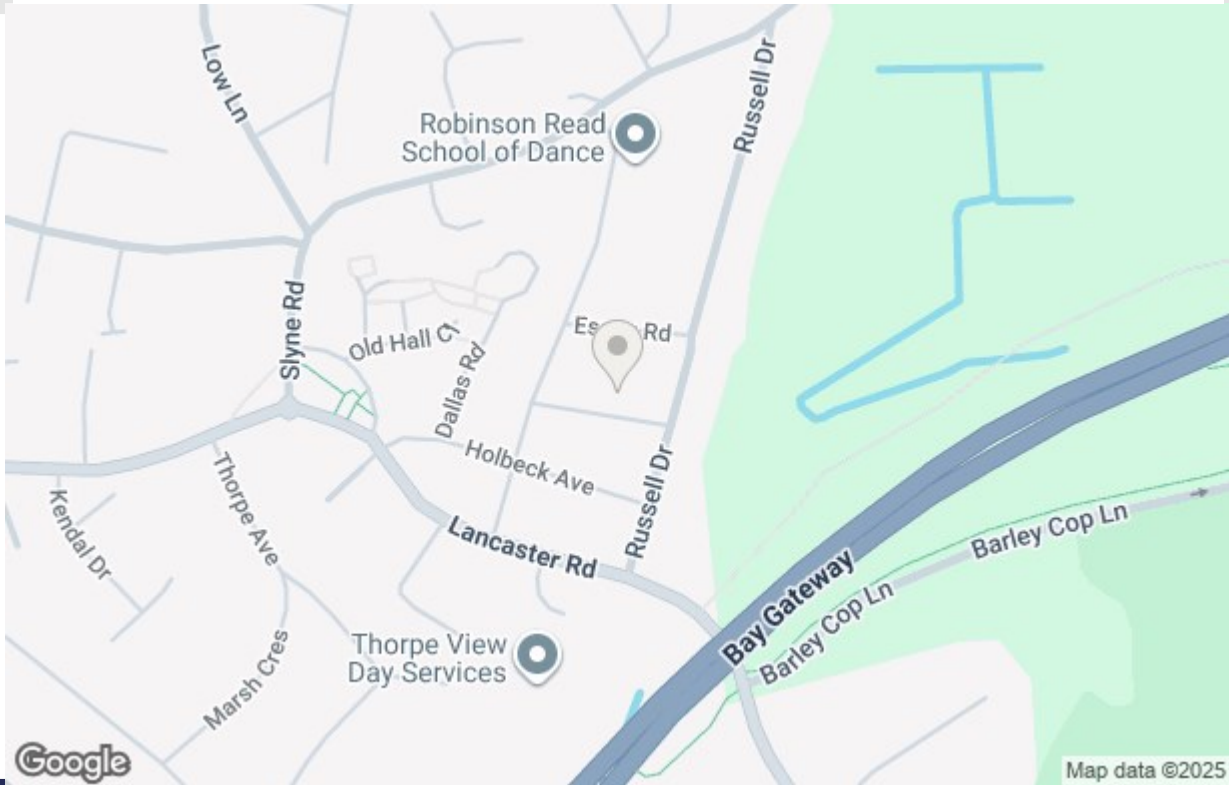 Low Ln
Robinson Read
School of Dance
Russell Dr
Slyne Rd
Old Hall Cl
Dallas Rd
Rd
Holbeck Ave
Russell Dr
Lancaster Rd
Thorpe Ave
Kendal Dr
Marsh Cres
Thorpe View
Day Services
Bay Gateway
Barley Cop Ln
Barley Cop Ln
Google
Map data ©2025